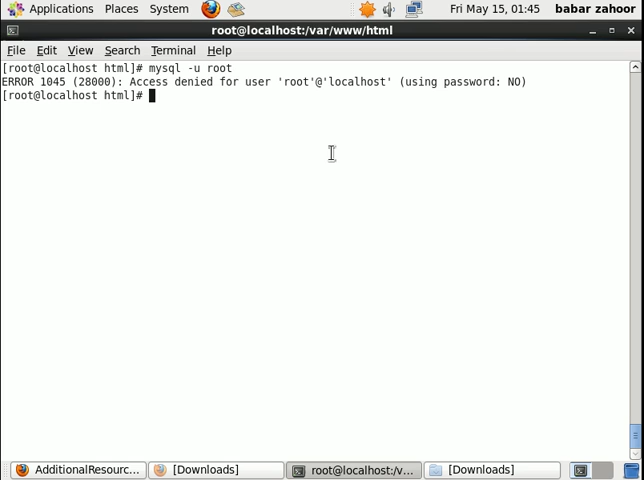 Applications Places System Fri May 15, 01:45 babar zahoor
root@localhost:/var/www/html
File Edit View Search Terminal Help
[root@localhost html]# mysql -u root
ERROR 1045 (28000): Access denied for user 'root'@'localhost' (using password: NO)
[root@localhost html]#
AdditionalResourc... [Downloads] root@localhost:/v... [Downloads]